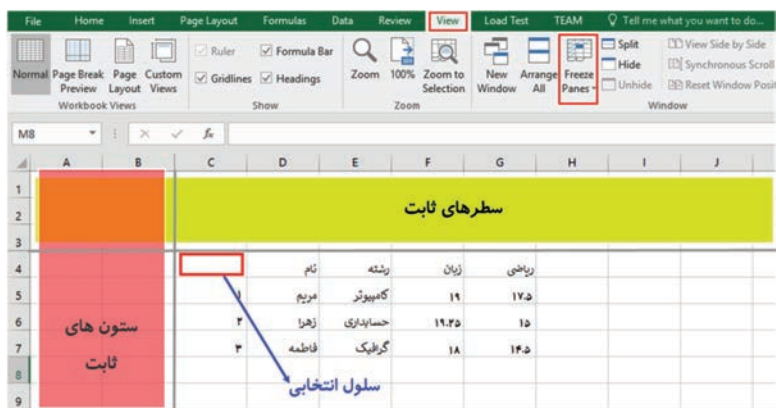 File Home Insert Page Layout Formulas Data Review View Load Test TEAM Tell me what you want to do...
Normal Page Break Preview Page Layout Custom Views
Workbook Views
Ruler Formula Bar
Gridlines Headings
Show
Zoom 100% Zoom to Selection
Zoom
New Window Arrange All Freeze Panes
Split View Side by Side
Hide Synchronous Scroll
Unhide Reset Window Posit
Window
M8 fx
A B C D E F G H I J
1
2 سطرهای ثابت
3
4 نام رشته زبان ریاضی
5 ۱ مریم کامپیوتر ۱۹ ۱۷.۵
6 ۲ زهرا حسابداری ۱۹.۲۵ ۱۵
7 ۳ فاطمه گرافیک ۱۸ ۱۴.۵
8
9
ستون های
ثابت
سلول انتخابی